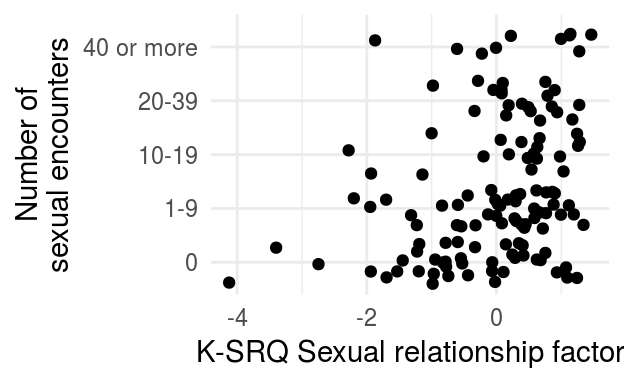 Number of
sexual encounters
40 or more
20-39
10-19
1-9
0
-4
-2
0
K-SRQ Sexual relationship factor